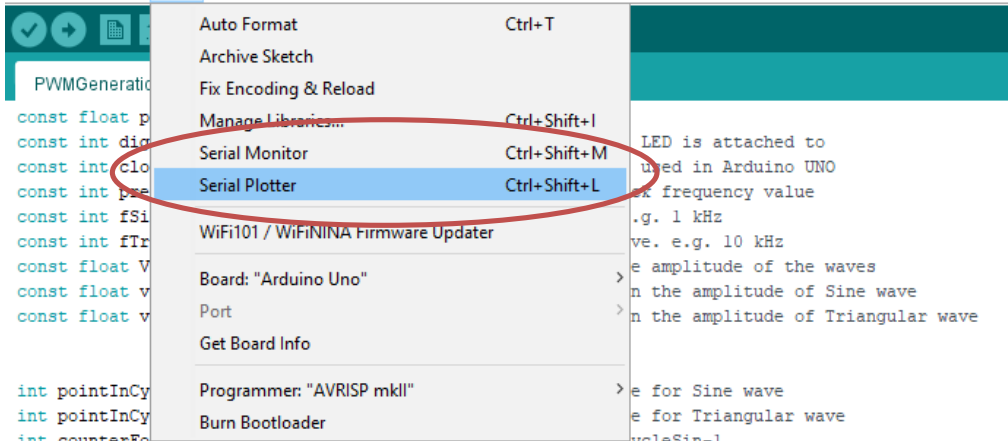 Auto Format Ctrl+T
Archive Sketch
PWMGeneratio Fix Encoding & Reload
const float p Manage Libraries... Ctrl+Shift+I
const int dig LED is attached to
Serial Monitor Ctrl+Shift+M
const int clo used in Arduino UNO
Serial Plotter Ctrl+Shift+L
const int pre frequency value
const int fSi .g. 1 kHz
WiFi101 / WiFiNINA Firmware Updater
const int fTr ve. e.g. 10 kHz
const float V e amplitude of the waves
Board: "Arduino Uno"
const float v n the amplitude of Sine wave
Port
const float v n the amplitude of Triangular wave
Get Board Info
int pointInCy Programmer: "AVRISP mkII" e for Sine wave
int pointInCy e for Triangular wave
Burn Bootloader
int counterFo ycleSin-1